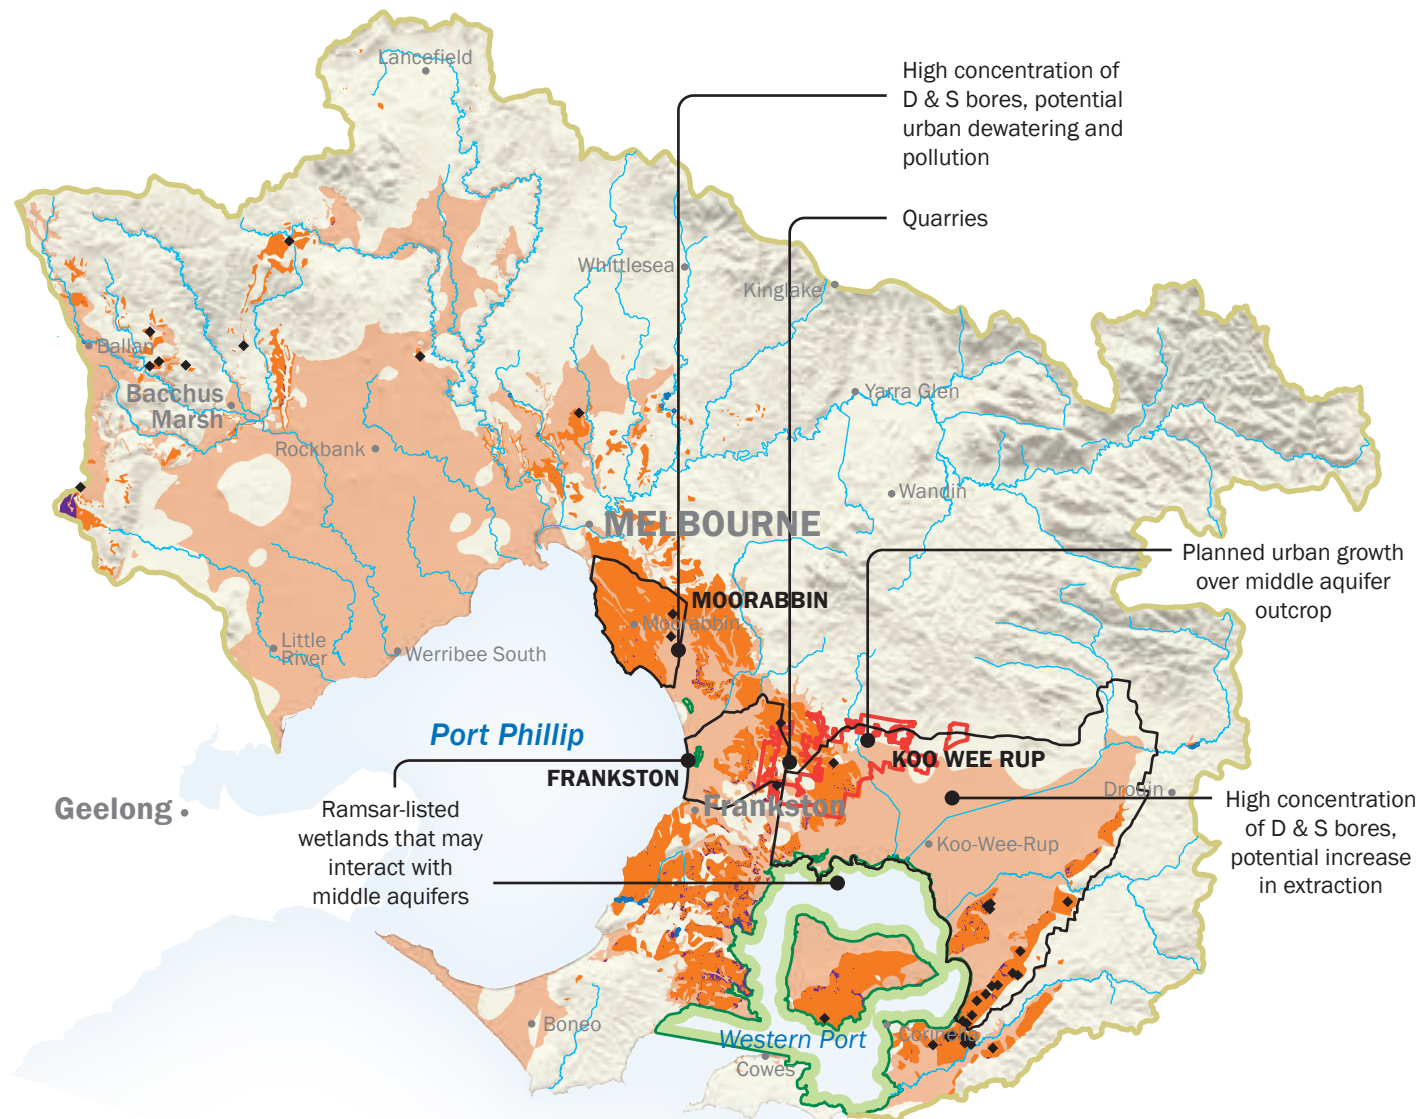 Lancefield
High concentration of
D & S bores, potential
urban dewatering and
pollution
Quarries
Whittlesea
Kinglake
Ballan
Bacchus
Marsh
Yarra Glen
Rockbank
Wandin
MELBOURNE
Planned urban growth
over middle aquifer
outcrop
MOORABBIN
Moorabbin
Little
River
Werribee South
Port Phillip
KOO WEE RUP
FRANKSTON
Geelong
Frankston
Drouin
Ramsar-listed
wetlands that may
interact with
middle aquifers
High concentration
of D & S bores,
potential increase
in extraction
Koo-Wee-Rup
Boneo
Western Port
Corinella
Cowes